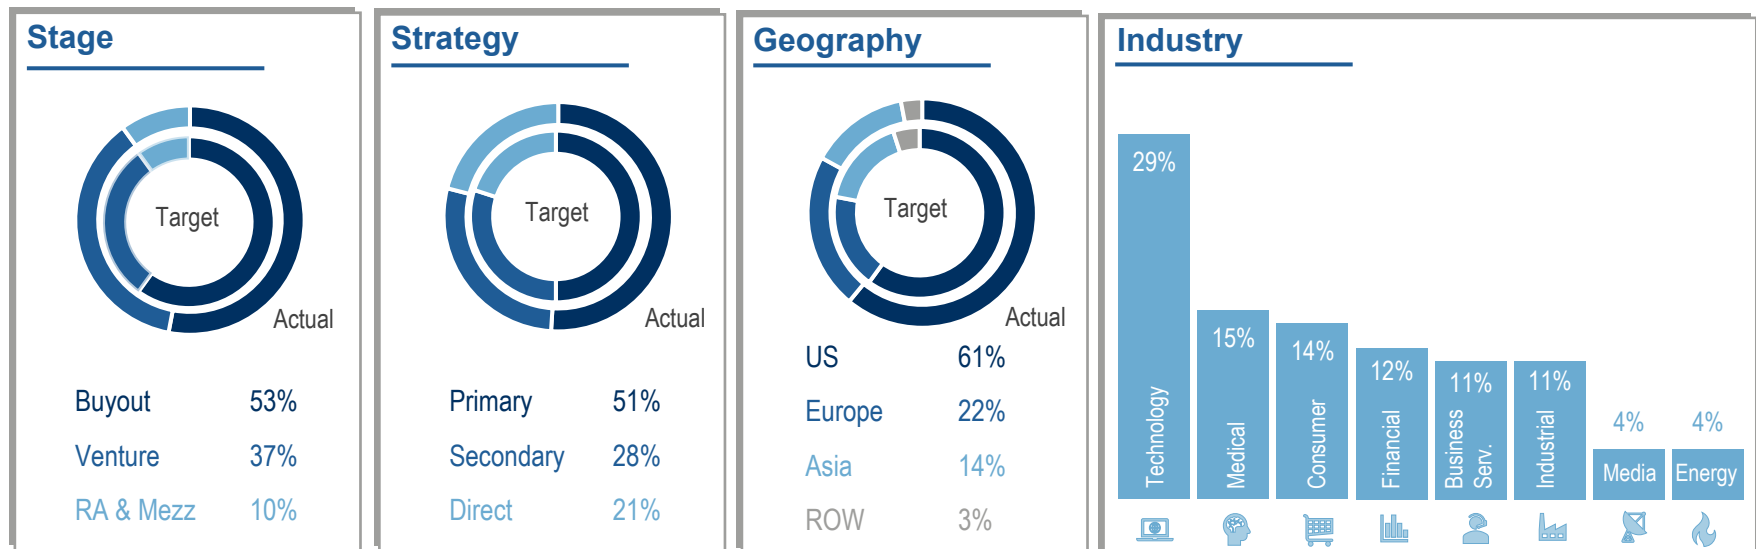 Stage
Target
Actual
Buyout 53%
Venture 37%
RA & Mezz 10%
Strategy
Target
Actual
Primary 51%
Secondary 28%
Direct 21%
Geography
Target
Actual
US 61%
Europe 22%
Asia 14%
ROW 3%
Industry
29%
Technology
15%
Medical
14%
Consumer
12%
Financial
11%
Business
Serv.
11%
Industrial
4%
Media
4%
Energy